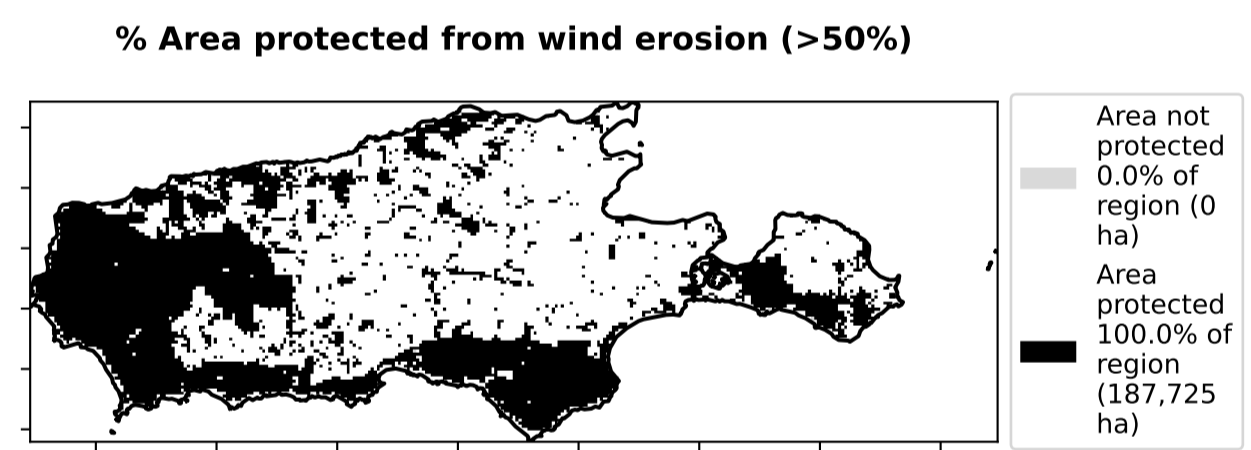 % Area protected from wind erosion (>50%)
Area not
protected
0.0% of
region (0
ha)
Area
protected
100.0% of
region
(187,725
ha)